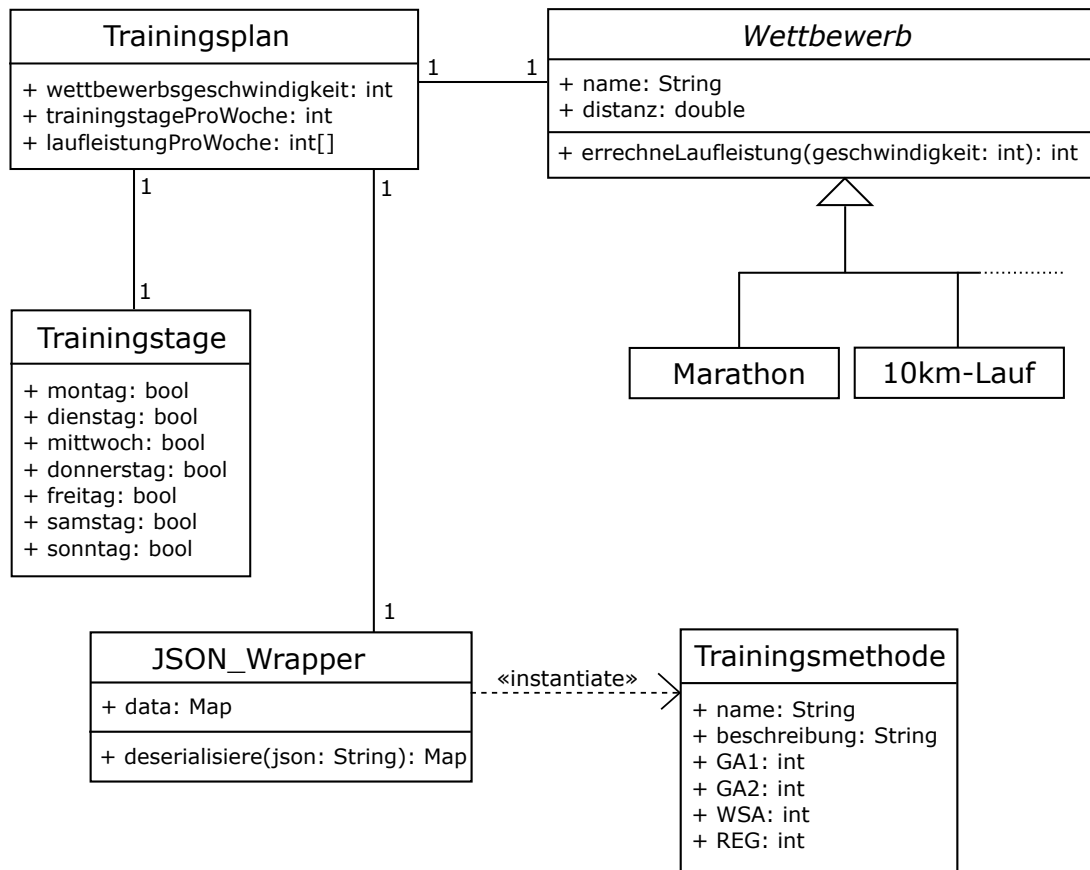 Trainingsplan
+ wettbewerbsgeschwindigkeit: int
+ trainingstageProWoche: int
+ laufleistungProWoche: int[]
1
1
Wettbewerb
+ name: String
+ distanz: double
+ errechneLaufleistung(geschwindigkeit: int): int
1
1
1
Trainingstage
+ montag: bool
+ dienstag: bool
+ mittwoch: bool
+ donnerstag: bool
+ freitag: bool
+ samstag: bool
+ sonntag: bool
Marathon
10km-Lauf
1
JSON_Wrapper
+ data: Map
+ deserialisiere(json: String): Map
«instantiate»
Trainingsmethode
+ name: String
+ beschreibung: String
+ GA1: int
+ GA2: int
+ WSA: int
+ REG: int